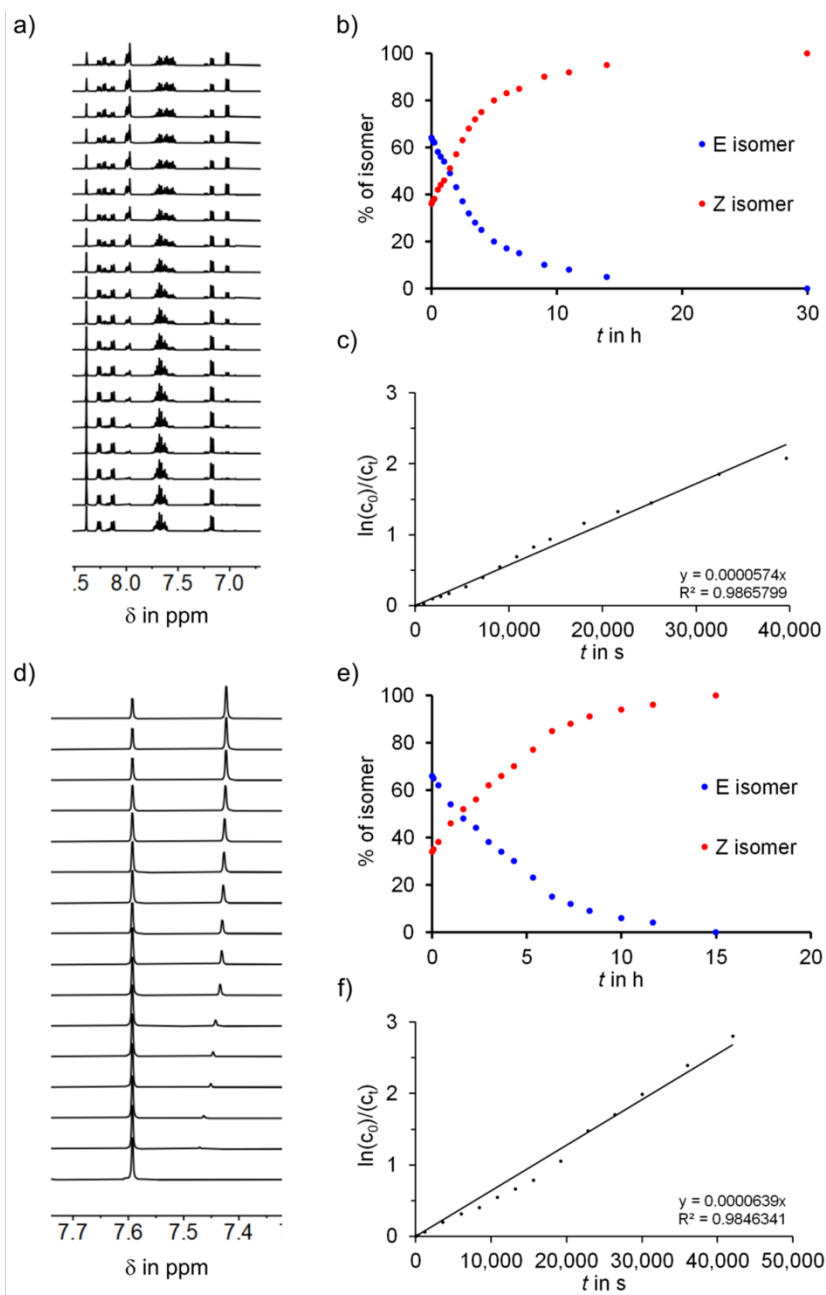 a)
.5 8.0 7.5 7.0
δ in ppm
b)
100
80
60
40
20
0
% of isomer
E isomer
Z isomer
0 10 20 30
t in h
c)
3
2
1
0
ln(c₀)/(cₜ)
y = 0.0000574x
R² = 0.9865799
0 10,000 20,000 30,000 40,000
t in s
d)
7.7 7.6 7.5 7.4
δ in ppm
e)
100
80
60
40
20
0
% of isomer
E isomer
Z isomer
0 5 10 15 20
t in h
f)
3
2
1
0
ln(c₀)/(cₜ)
y = 0.0000639x
R² = 0.9846341
0 10,000 20,000 30,000 40,000 50,000
t in s